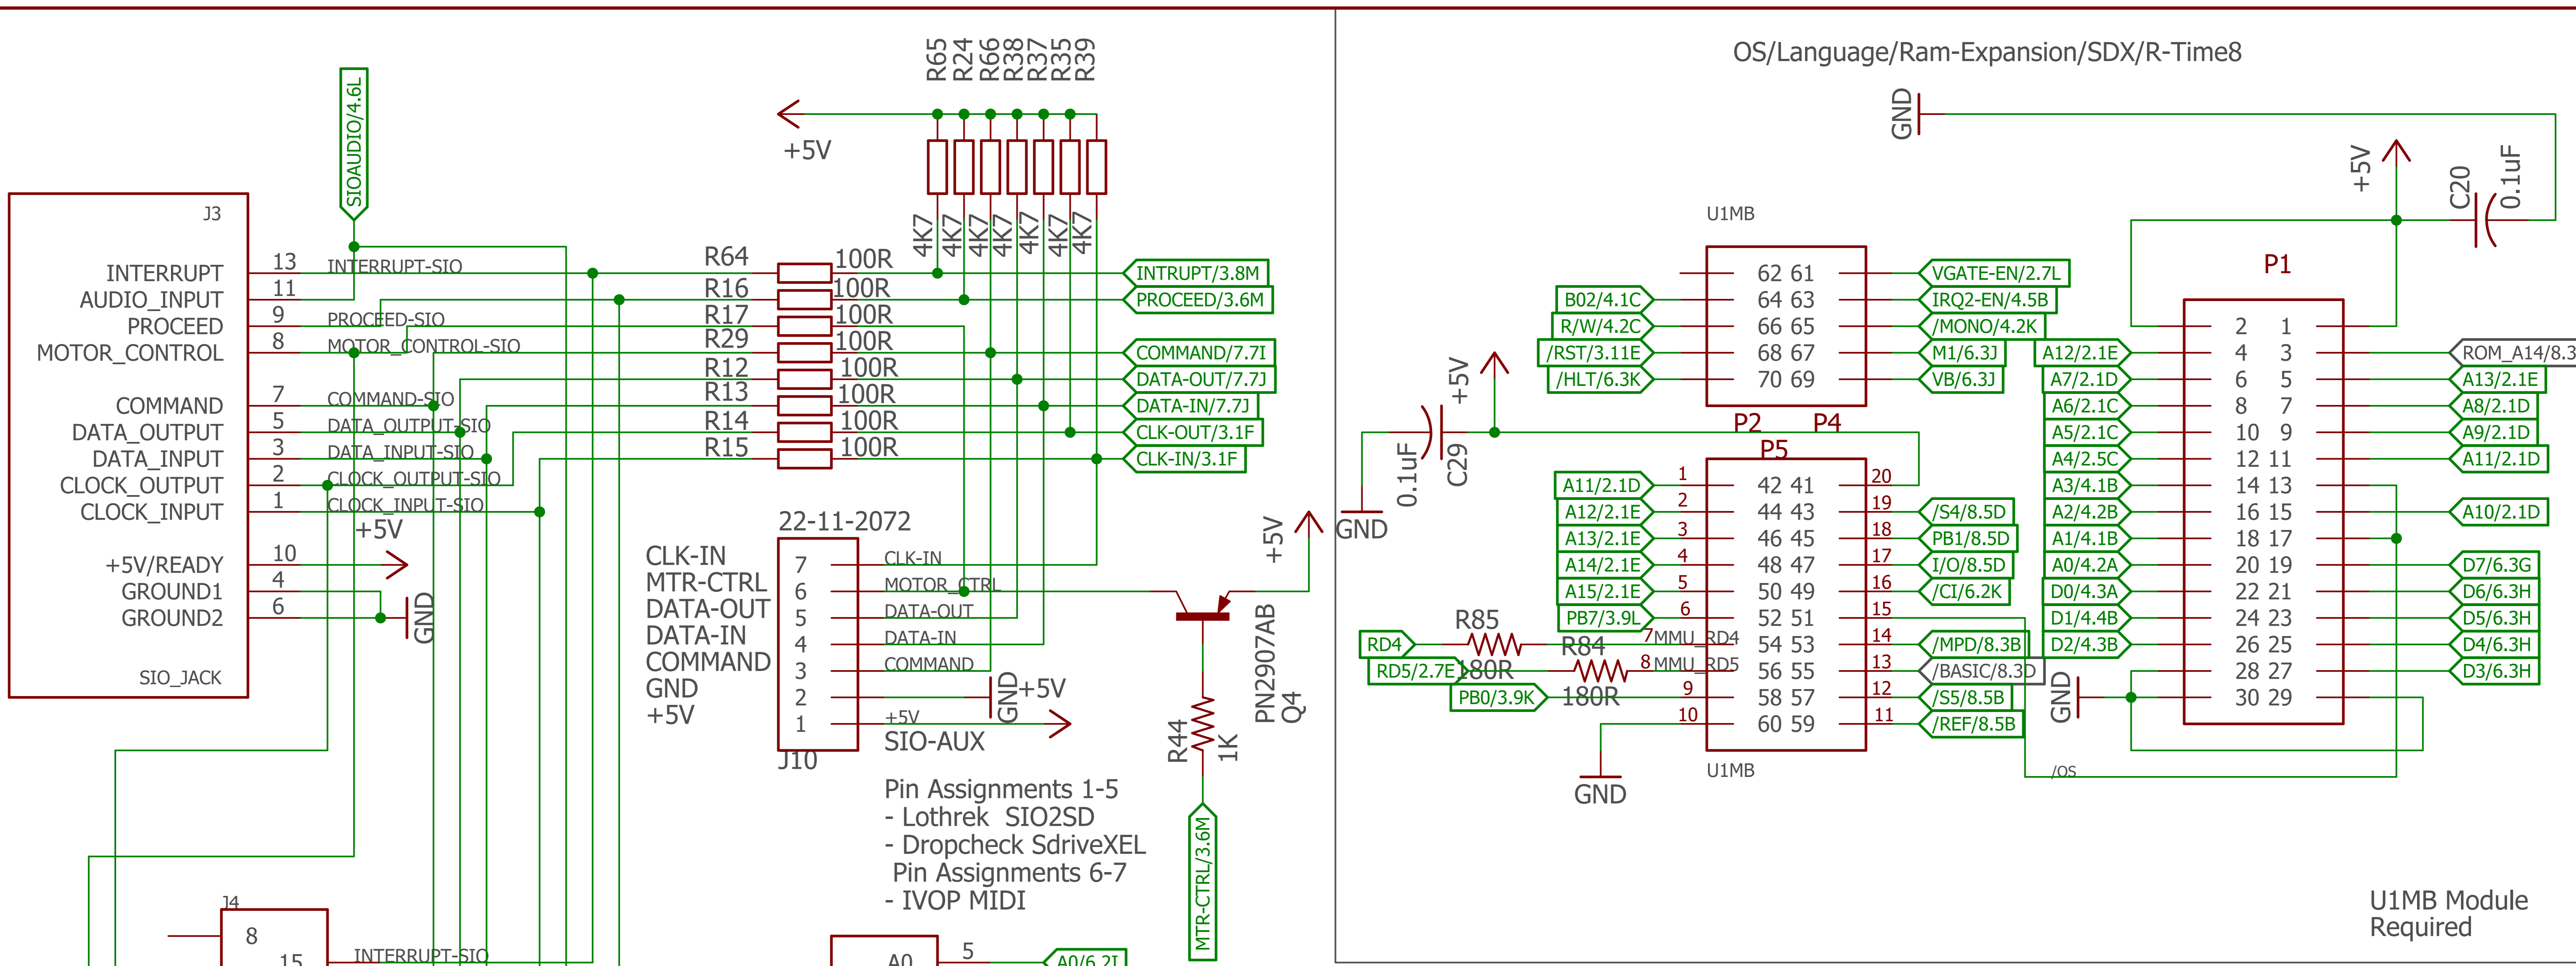 SIOAUDIO/4.6L
J3
INTERRUPT 13 INTERRUPT-SIO
AUDIO_INPUT 11
PROCEED 9 PROCEED-SIO
MOTOR_CONTROL 8 MOTOR_CONTROL-SIO
COMMAND 7 COMMAND-SIO
DATA_OUTPUT 5 DATA_OUTPUT-SIO
DATA_INPUT 3 DATA_INPUT-SIO
CLOCK_OUTPUT 2 CLOCK_OUTPUT-SIO
CLOCK_INPUT 1 CLOCK_INPUT-SIO
+5V
+5V/READY 10
GROUND1 4
GROUND2 6
GND
SIO_JACK
J4
8
15 INTERRUPT-SIO
R65 R24 R66 R38 R37 R35 R39
+5V
4K7 4K7 4K7 4K7 4K7 4K7 4K7
R64 100R INTRUPT/3.8M
R16 100R PROCEED/3.6M
R17 100R
R29 100R COMMAND/7.7I
R12 100R DATA-OUT/7.7J
R13 100R DATA-IN/7.7J
R14 100R CLK-OUT/3.1F
R15 100R CLK-IN/3.1F
22-11-2072
CLK-IN 7 CLK-IN
MTR-CTRL 6 MOTOR_CTRL
DATA-OUT 5 DATA-OUT
DATA-IN 4 DATA-IN
COMMAND 3 COMMAND
GND 2 GND
+5V 1 +5V
+5V
SIO-AUX
J10
Pin Assignments 1-5
- Lothrek SIO2SD
- Dropcheck SdriveXEL
Pin Assignments 6-7
- IVOP MIDI
+5V
PN2907AB
Q4
R44
1K
MTR-CTRL/3.6M
A0 5 A0/6.2I
OS/Language/Ram-Expansion/SDX/R-Time8
GND
U1MB
62 61 VGATE-EN/2.7L
B02/4.1C 64 63 IRQ2-EN/4.5B
R/W/4.2C 66 65 /MONO/4.2K
/RST/3.11E 68 67 M1/6.3J
/HLT/6.3K 70 69 VB/6.3J
P2 P4
P5
+5V
0.1uF
C29
GND
A11/2.1D 1 42 41 20
A12/2.1E 2 44 43 19 /S4/8.5D
A13/2.1E 3 46 45 18 PB1/8.5D
A14/2.1E 4 48 47 17 I/O/8.5D
A15/2.1E 5 50 49 16 /CI/6.2K
PB7/3.9L 6 52 51 15
RD4 R85 180R 7 MMU_RD4 54 53 14 /MPD/8.3B
RD5/2.7E R84 180R 8 MMU_RD5 56 55 13 /BASIC/8.3D
PB0/3.9K 9 58 57 12 /S5/8.5B
10 60 59 11 /REF/8.5B
GND
U1MB
/OS
+5V
C20
0.1uF
P1
2 1
A12/2.1E 4 3
A7/2.1D 6 5 A13/2.1E
A6/2.1C 8 7 A8/2.1D
A5/2.1C 10 9 A9/2.1D
A4/2.5C 12 11 A11/2.1D
A3/4.1B 14 13
A2/4.2B 16 15 A10/2.1D
A1/4.1B 18 17
A0/4.2A 20 19 D7/6.3G
D0/4.3A 22 21 D6/6.3H
D1/4.4B 24 23 D5/6.3H
D2/4.3B 26 25 D4/6.3H
28 27 D3/6.3H
GND 30 29
U1MB Module
Required